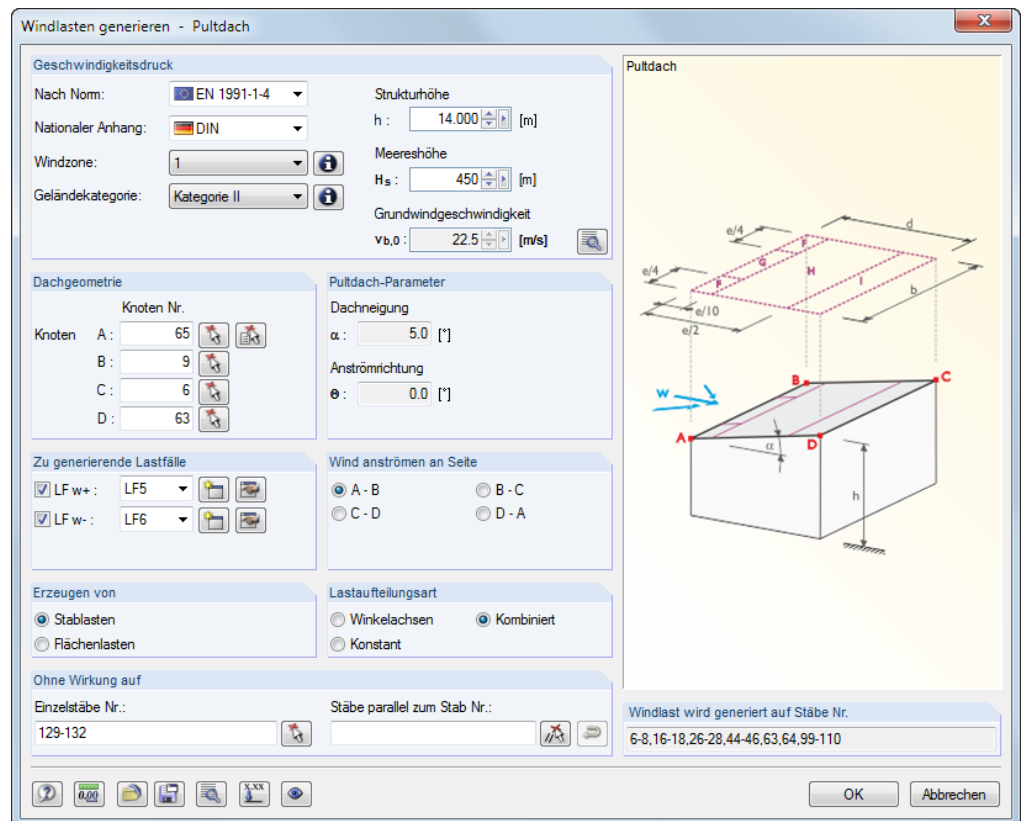 Windlasten generieren - Pultdach
Geschwindigkeitsdruck
Nach Norm: EN 1991-1-4
Nationaler Anhang: DIN
Windzone: 1
Geländekategorie: Kategorie II
Strukturhöhe
h : 14.000 [m]
Meereshöhe
Hs : 450 [m]
Grundwindgeschwindigkeit
vb,0 : 22.5 [m/s]
Dachgeometrie
Knoten Nr.
Knoten A : 65
B : 9
C : 6
D : 63
Pultdach-Parameter
Dachneigung
α : 5.0 [°]
Anströmrichtung
Θ : 0.0 [°]
Zu generierende Lastfälle
LF w+ : LF5
LF w- : LF6
Wind anströmen an Seite
A - B B - C
C - D D - A
Erzeugen von
Stablasten
Flächenlasten
Lastaufteilungsart
Winkelachsen Kombiniert
Konstant
Ohne Wirkung auf
Einzelstäbe Nr.:
129-132
Stäbe parallel zum Stab Nr.:
Pultdach
e/4
d
F
G
H
e/4
F
I
b
e/10
e/2
W
B
C
A
α
D
h
Windlast wird generiert auf Stäbe Nr.
6-8,16-18,26-28,44-46,63,64,99-110
0.00
X.XX
OK
Abbrechen